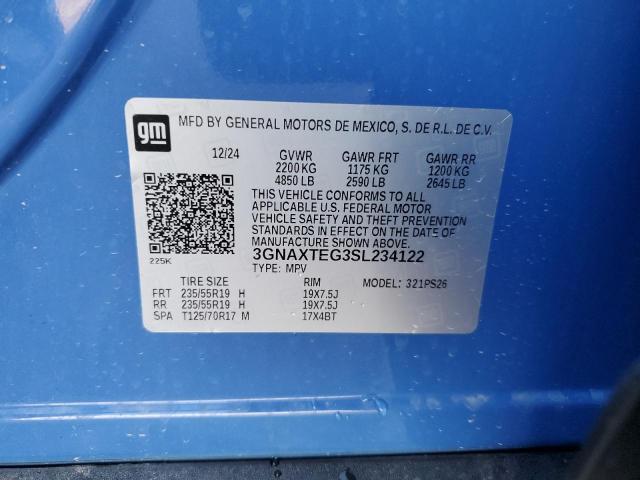 gm
MFD BY GENERAL MOTORS DE MEXICO, S. DE R.L. DE C.V.
12/24 GVWR GAWR FRT GAWR RR
2200 KG 1175 KG 1200 KG
4850 LB 2590 LB 2645 LB
THIS VEHICLE CONFORMS TO ALL
APPLICABLE U.S. FEDERAL MOTOR
VEHICLE SAFETY AND THEFT PREVENTION
STANDARDS IN EFFECT ON THE DATE OF
MANUFACTURE SHOWN ABOVE.
225K 3GNAXTEG3SL234122
TYPE: MPV
TIRE SIZE RIM MODEL: 321PS26
FRT 235/55R19 H 19X7.5J
RR 235/55R19 H 19X7.5J
SPA T125/70R17 M 17X4BT